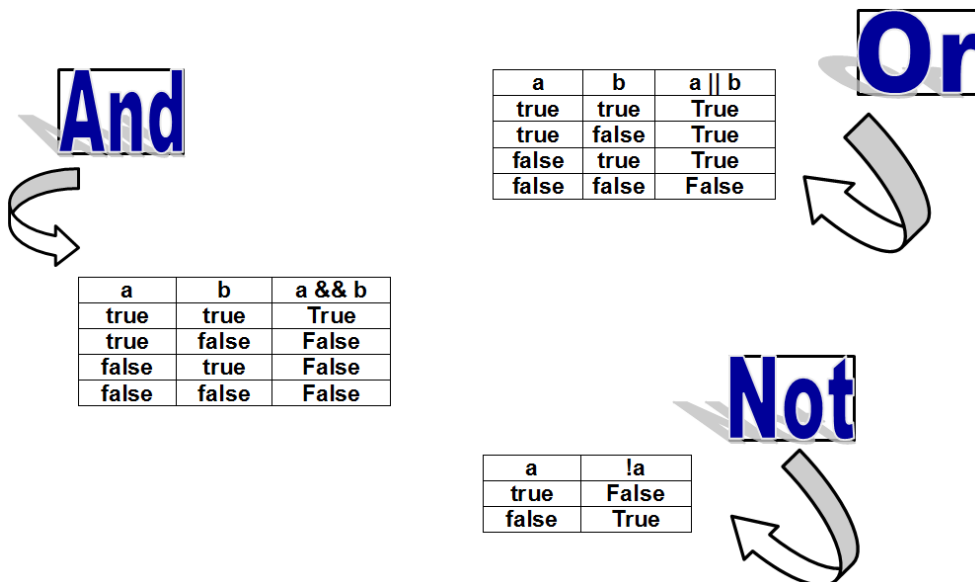 And
a b a && b
true true True
true false False
false true False
false false False
Or
a b a || b
true true True
true false True
false true True
false false False
Not
a !a
true False
false True